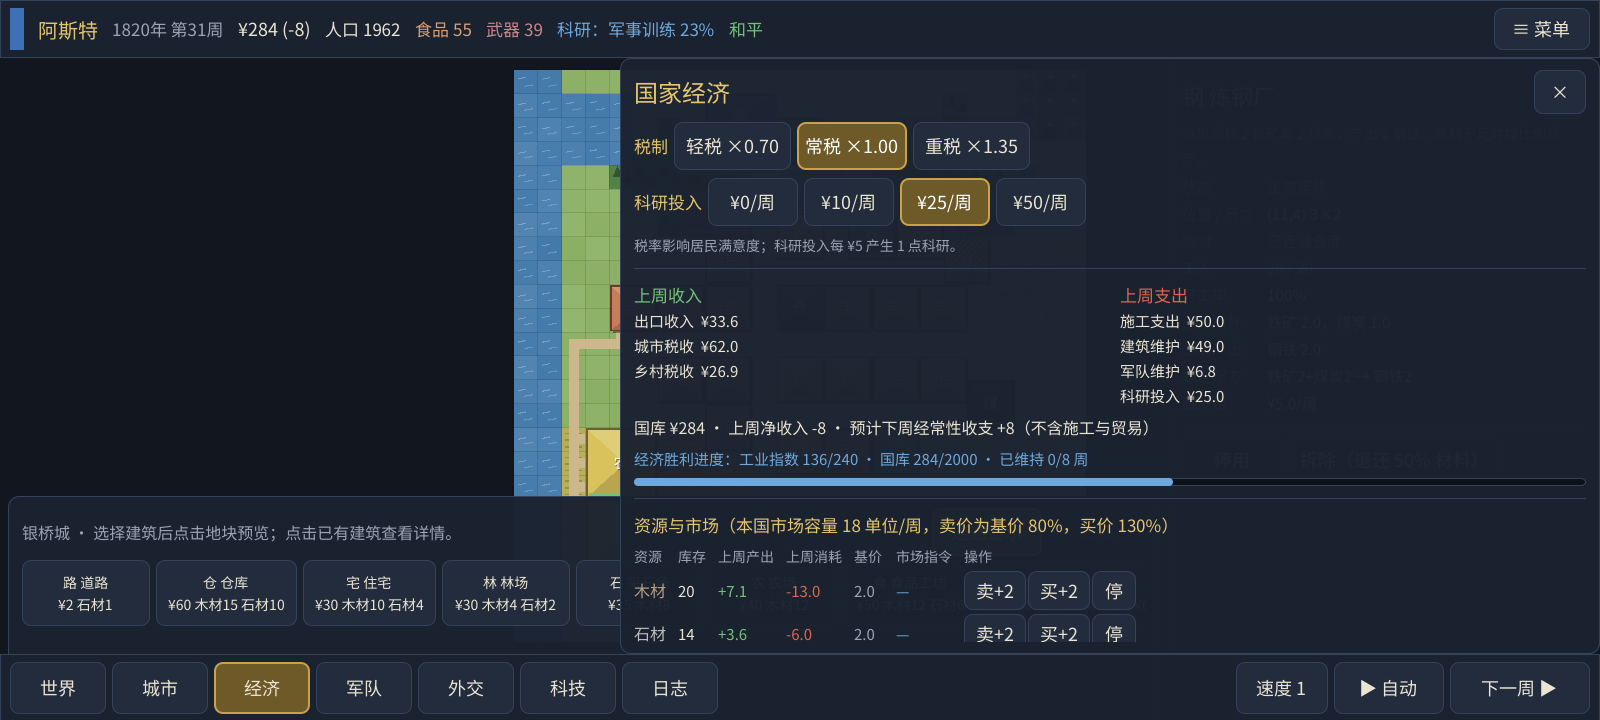 阿斯特 1820年 第31周 ¥284 (-8) 人口 1962 食品 55 武器 39 科研：军事训练 23% 和平 ≡ 菜单
国家经济 ×
税制 轻税 ×0.70 常税 ×1.00 重税 ×1.35
科研投入 ¥0/周 ¥10/周 ¥25/周 ¥50/周
税率影响居民满意度；科研投入每 ¥5 产生 1 点科研。
上周收入 上周支出
出口收入 ¥33.6 施工支出 ¥50.0
城市税收 ¥62.0 建筑维护 ¥49.0
乡村税收 ¥26.9 军队维护 ¥6.8
科研投入 ¥25.0
国库 ¥284 · 上周净收入 -8 · 预计下周经常性收支 +8（不含施工与贸易）
经济胜利进度：工业指数 136/240 · 国库 284/2000 · 已维持 0/8 周
资源与市场（本国市场容量 18 单位/周，卖价为基价 80%，买价 130%）
资源 库存 上周产出 上周消耗 基价 市场指令 操作
木材 20 +7.1 -13.0 2.0 — 卖+2 买+2 停
石材 14 +3.6 -6.0 2.0 — 卖+2 买+2 停
银桥城 · 选择建筑后点击地块预览；点击已有建筑查看详情。
路 道路 仓 仓库 宅 住宅 林 林场
¥2 石材1 ¥60 木材15 石材10 ¥30 木材10 石材4 ¥30 木材4 石材2
世界 城市 经济 军队 外交 科技 日志 速度 1 ▶ 自动 下一周 ▶